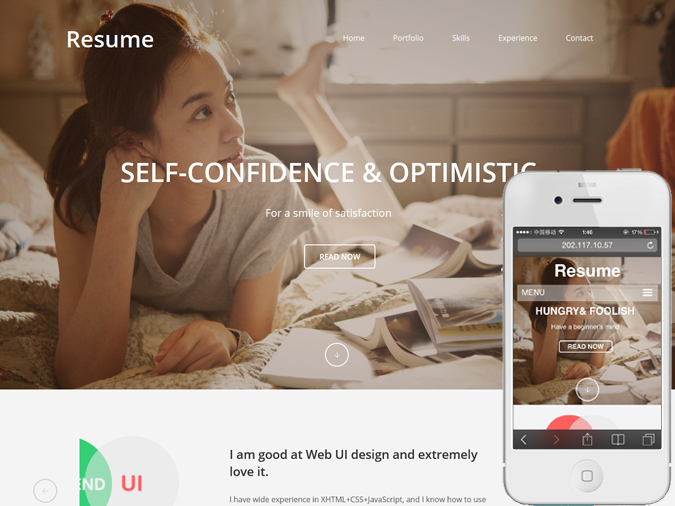 Resume
Home Portfolio Skills Experience Contact
SELF-CONFIDENCE & OPTIMISTIC
For a smile of satisfaction
READ NOW
中国移动 1:46 17%
202.117.10.57
Resume
MENU
HUNGRY& FOOLISH
Have a beginner's mind
READ NOW
END UI
I am good at Web UI design and extremely
love it.
I have wide experience in XHTML+CSS+JavaScript, and I know how to use